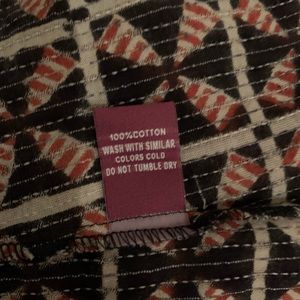 100%COTTON
WASH WITH SIMILAR
COLORS COLD
DO NOT TUMBLE DRY